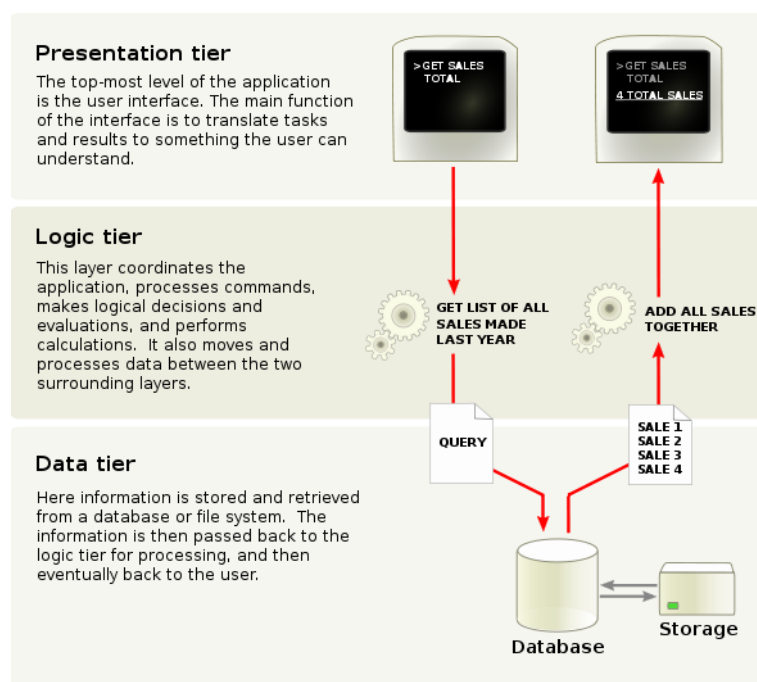 Presentation tier
The top-most level of the application
is the user interface. The main function
of the interface is to translate tasks
and results to something the user can
understand.
>GET SALES
TOTAL
>GET SALES
TOTAL
4 TOTAL SALES
Logic tier
This layer coordinates the
application, processes commands,
makes logical decisions and
evaluations, and performs
calculations.  It also moves and
processes data between the two
surrounding layers.
GET LIST OF ALL
SALES MADE
LAST YEAR
ADD ALL SALES
TOGETHER
QUERY
SALE 1
SALE 2
SALE 3
SALE 4
Data tier
Here information is stored and retrieved
from a database or file system.  The
information is then passed back to the
logic tier for processing, and then
eventually back to the user.
Database
Storage